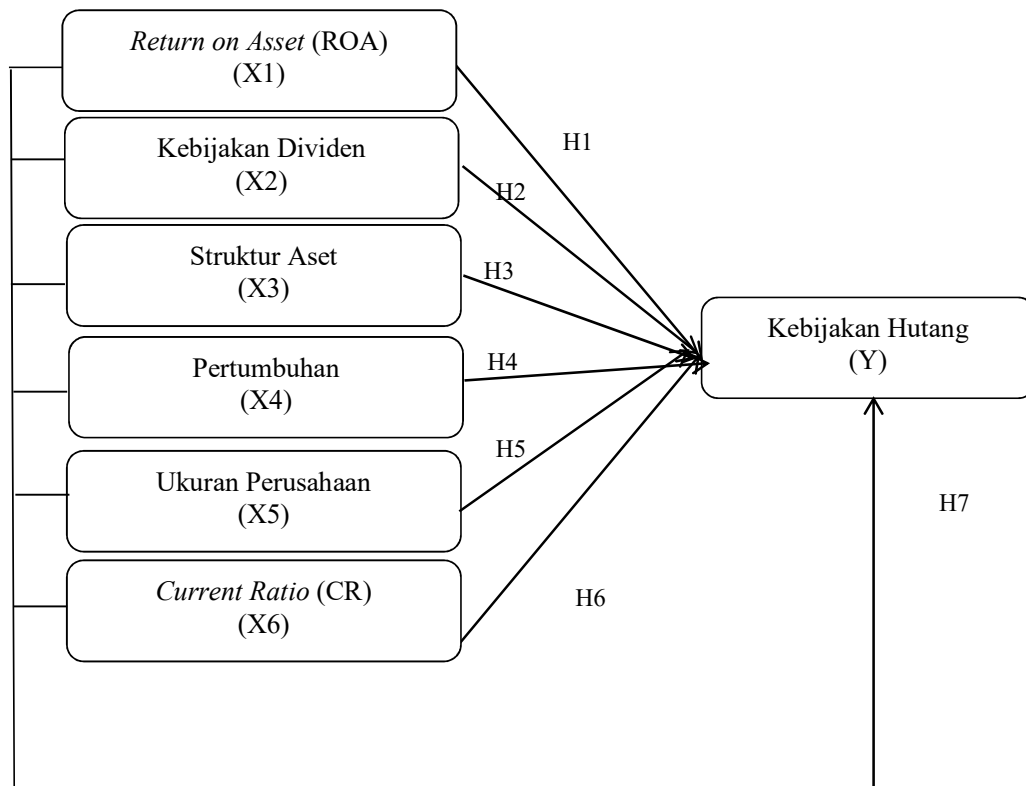 Return on Asset (ROA)
(X1)
H1
Kebijakan Dividen
(X2)
H2
Struktur Aset
(X3)
H3
Kebijakan Hutang
(Y)
Pertumbuhan
(X4)
H4
Ukuran Perusahaan
(X5)
H5
H7
Current Ratio (CR)
(X6)
H6